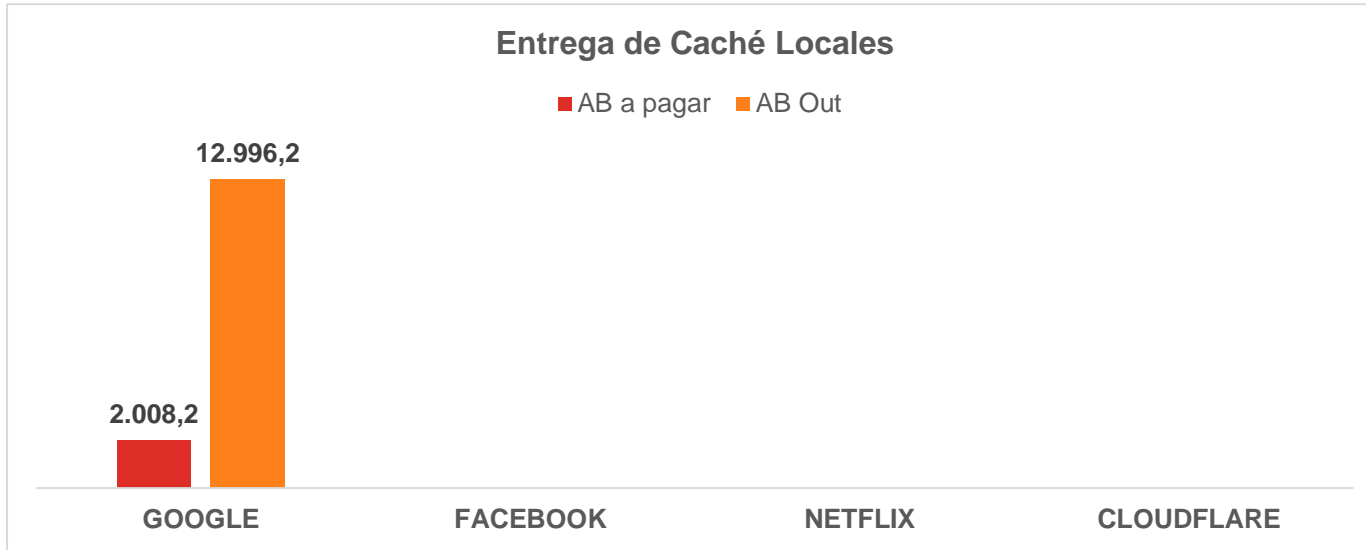 Entrega de Caché Locales
AB a pagar AB Out
12.996,2
2.008,2
GOOGLE FACEBOOK NETFLIX CLOUDFLARE